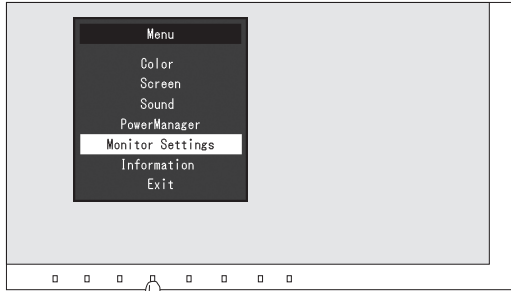 Menu
Color
Screen
Sound
PowerManager
Monitor Settings
Information
Exit